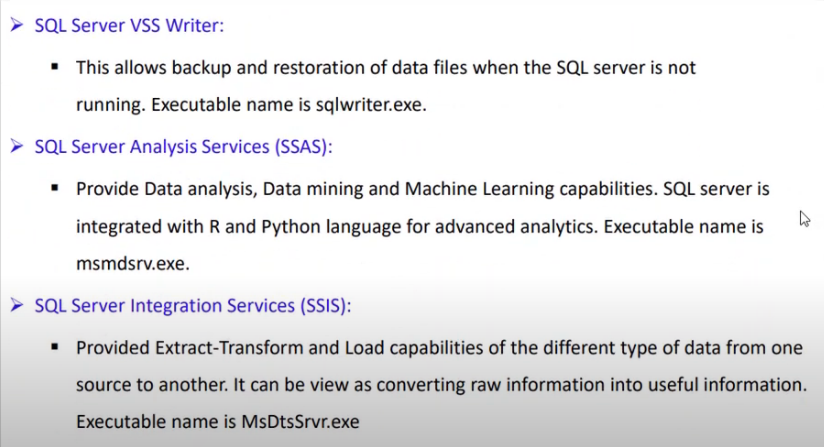 ➢ SQL Server VSS Writer:
▪ This allows backup and restoration of data files when the SQL server is not
running. Executable name is sqlwriter.exe.
➢ SQL Server Analysis Services (SSAS):
▪ Provide Data analysis, Data mining and Machine Learning capabilities. SQL server is
integrated with R and Python language for advanced analytics. Executable name is
msmdsrv.exe.
➢ SQL Server Integration Services (SSIS):
▪ Provided Extract-Transform and Load capabilities of the different type of data from one
source to another. It can be view as converting raw information into useful information.
Executable name is MsDtsSrvr.exe